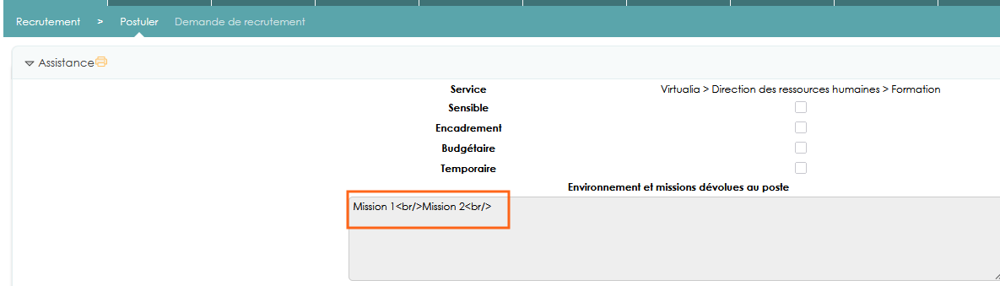 Recrutement > Postuler Demande de recrutement
Assistance
Service Virtualia > Direction des ressources humaines > Formation
Sensible
Encadrement
Budgétaire
Temporaire
Environnement et missions dévolues au poste
Mission 1<br/>Mission 2<br/>